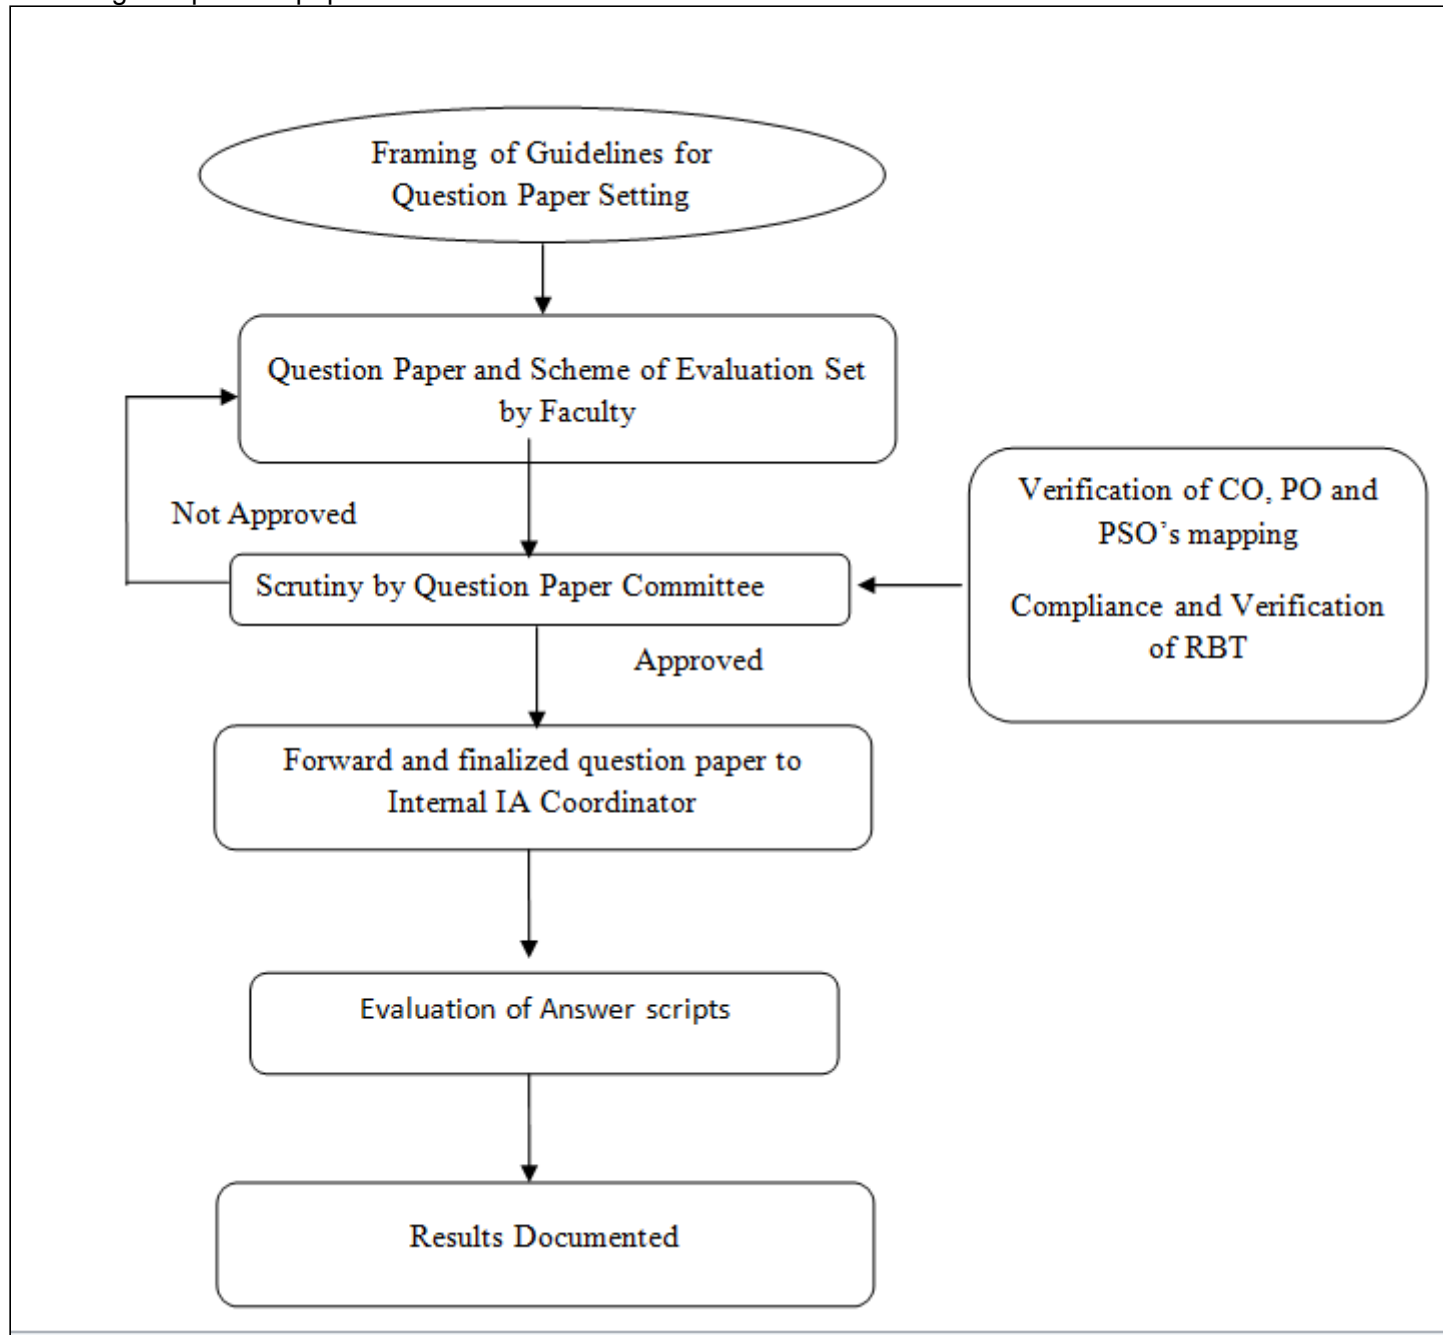 Framing of Guidelines for
Question Paper Setting
Question Paper and Scheme of Evaluation Set
by Faculty
Not Approved
Scrutiny by Question Paper Committee
Verification of CO, PO and
PSO's mapping
Compliance and Verification
of RBT
Approved
Forward and finalized question paper to
Internal IA Coordinator
Evaluation of Answer scripts
Results Documented